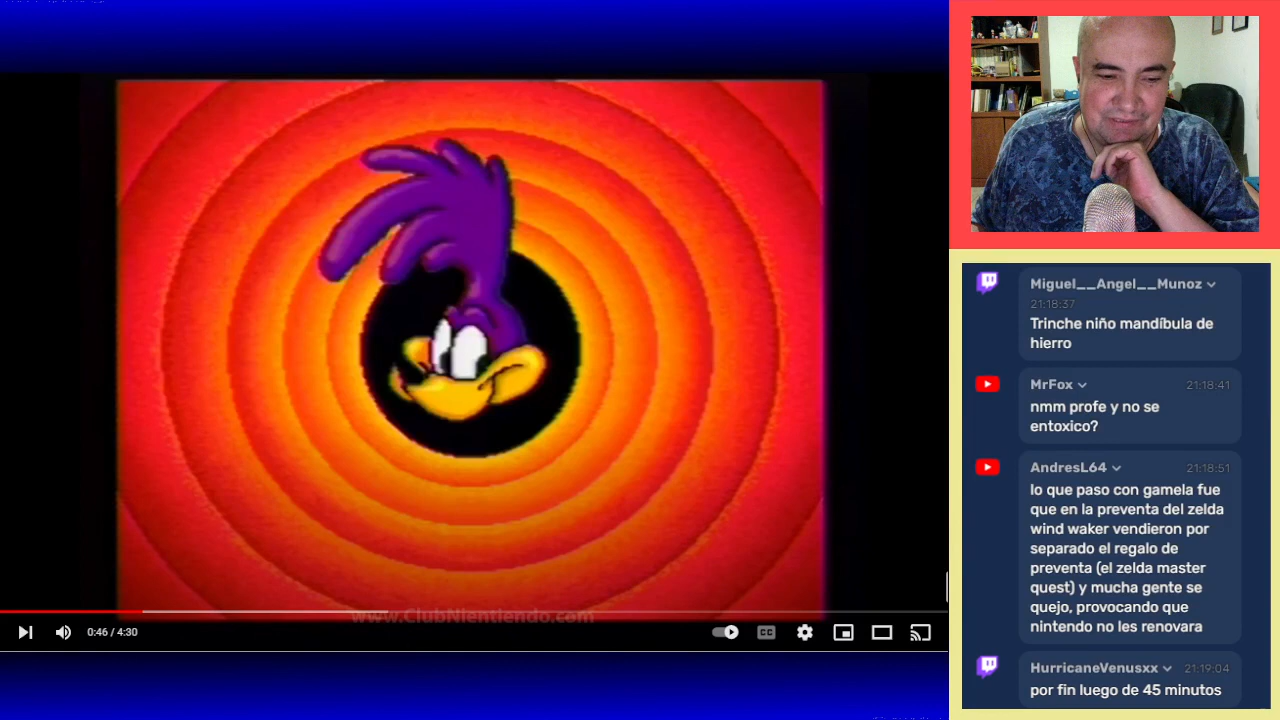 www.ClubNientiendo.com
0:46 / 4:30
CC
Miguel__Angel__Munoz
21:18:37
Trinche niño mandíbula de
hierro
MrFox 21:18:41
nmm profe y no se
entoxico?
AndresL64 21:18:51
lo que paso con gamela fue
que en la preventa del zelda
wind waker vendieron por
separado el regalo de
preventa (el zelda master
quest) y mucha gente se
quejo, provocando que
nintendo no les renovara
HurricaneVenusxx 21:19:04
por fin luego de 45 minutos